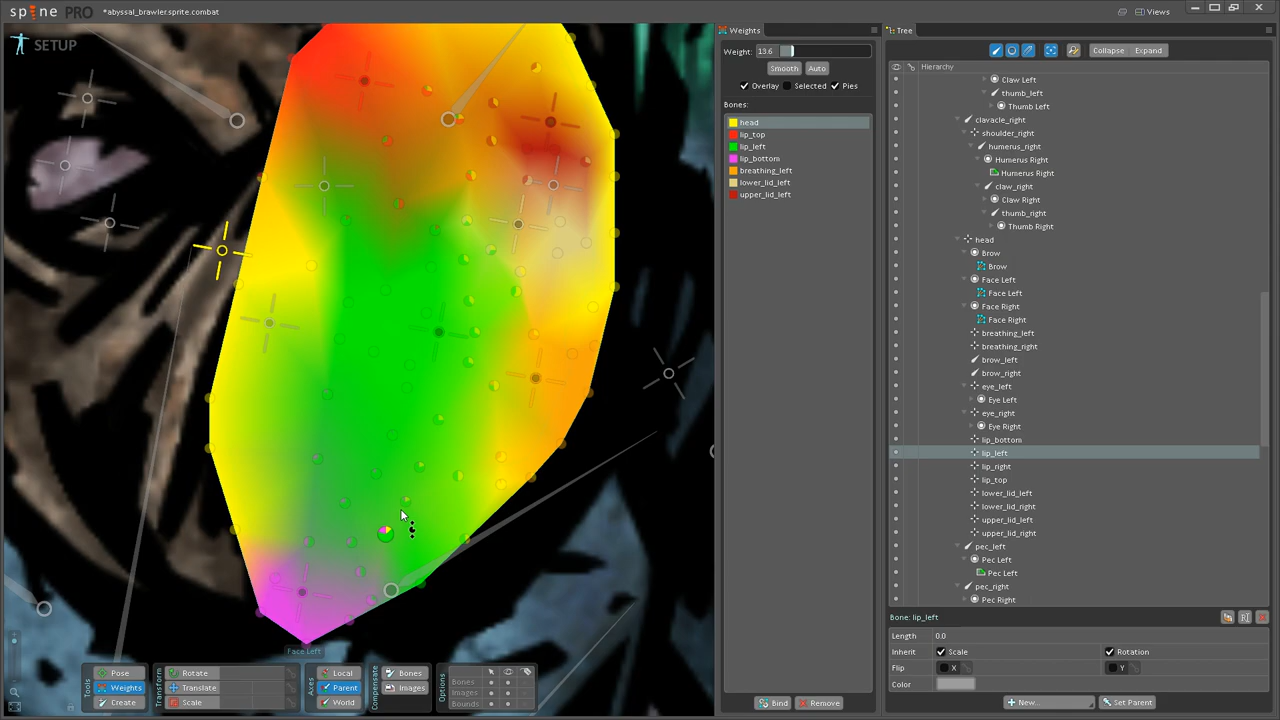 spine PRO *abyssal_brawler.sprite.combat Views
SETUP
Face Left
Tools
Pose
Weights
Create
Transform
Rotate
Translate
Scale
Axes
Local
Parent
World
Compensate
Bones
Images
Options
Bones
Images
Bounds
Weights
Weight: 13.6
Smooth Auto
Overlay Selected Pies
Bones:
head
lip_top
lip_left
lip_bottom
breathing_left
lower_lid_left
upper_lid_left
Bind Remove
Tree
Collapse Expand
Hierarchy
Claw Left
thumb_left
Thumb Left
clavacle_right
shoulder_right
humerus_right
Humerus Right
Humerus Right
claw_right
Claw Right
thumb_right
Thumb Right
head
Brow
Brow
Face Left
Face Left
Face Right
Face Right
breathing_left
breathing_right
brow_left
brow_right
eye_left
Eye Left
eye_right
Eye Right
lip_bottom
lip_left
lip_right
lip_top
lower_lid_left
lower_lid_right
upper_lid_left
upper_lid_right
pec_left
Pec Left
Pec Left
pec_right
Pec Right
Bone: lip_left
Length 0.0
Inherit Scale Rotation
Flip X Y
Color
New... Set Parent